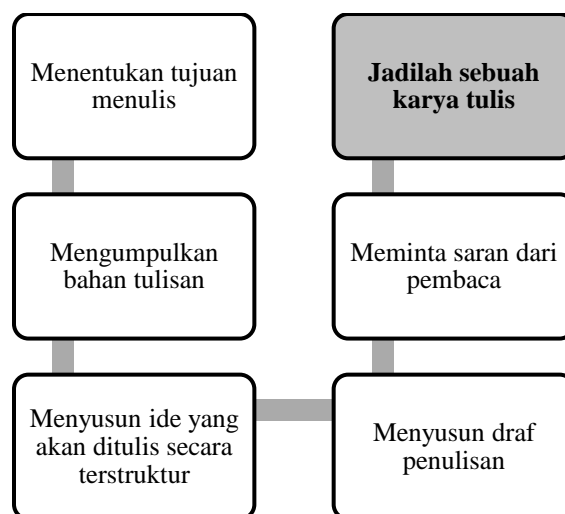 Menentukan tujuan
menulis
Mengumpulkan
bahan tulisan
Menyusun ide yang
akan ditulis secara
terstruktur
Menyusun draf
penulisan
Meminta saran dari
pembaca
Jadilah sebuah
karya tulis